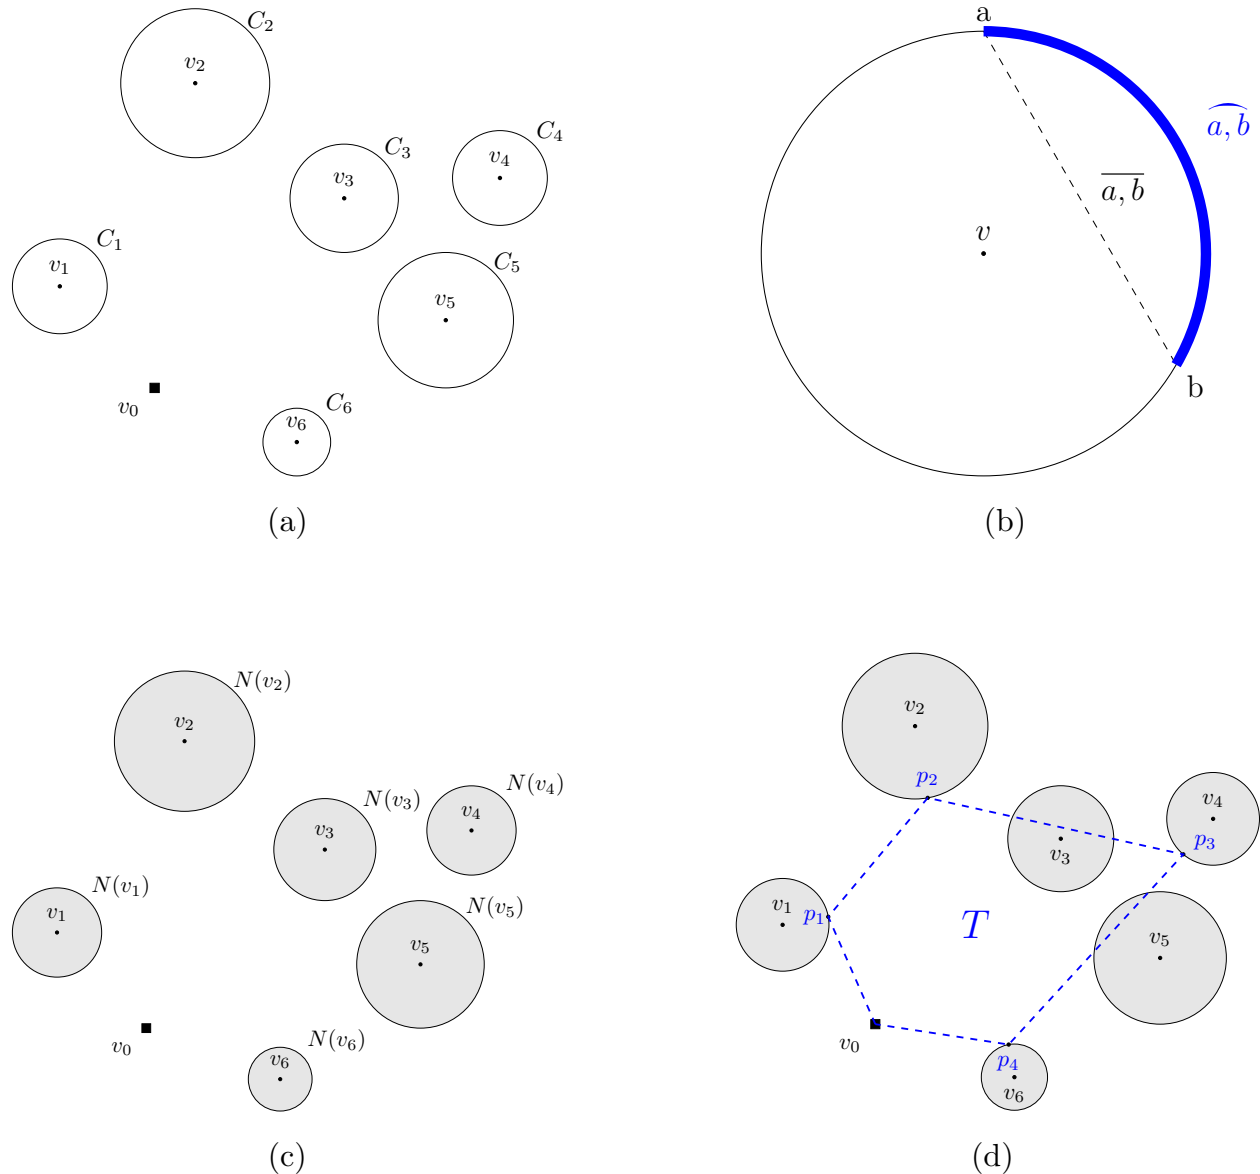 C₂
v₂
C₃
C₄
v₃
v₄
C₁
v₁
C₅
v₅
v₀
C₆
v₆
(a)
a
a, b
a, b
v
b
(b)
N(v₂)
v₂
N(v₃)
N(v₄)
v₃
v₄
N(v₁)
v₁
N(v₅)
v₅
v₀
N(v₆)
v₆
(c)
v₂
p₂
v₄
p₃
v₃
v₁
p₁
T
v₅
v₀
p₄
v₆
(d)